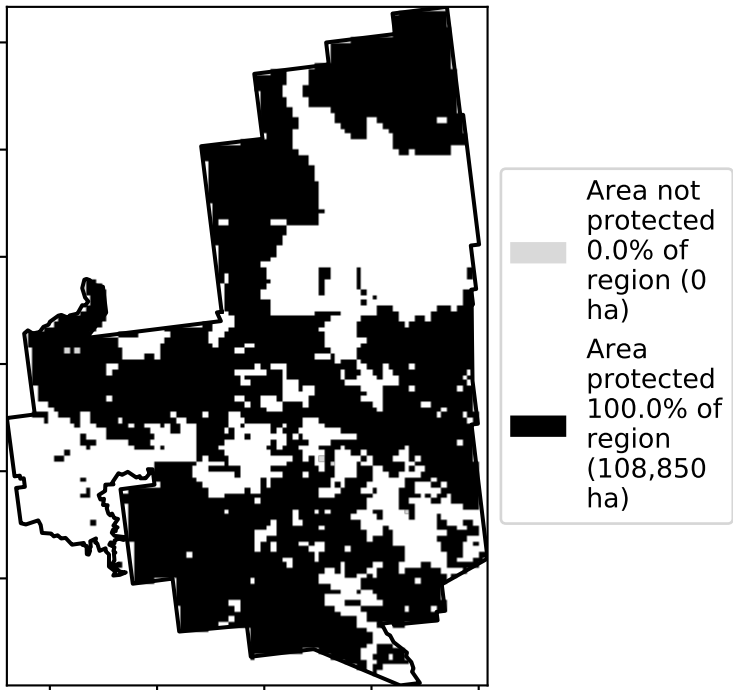 Area not
protected
0.0% of
region (0
ha)
Area
protected
100.0% of
region
(108,850
ha)